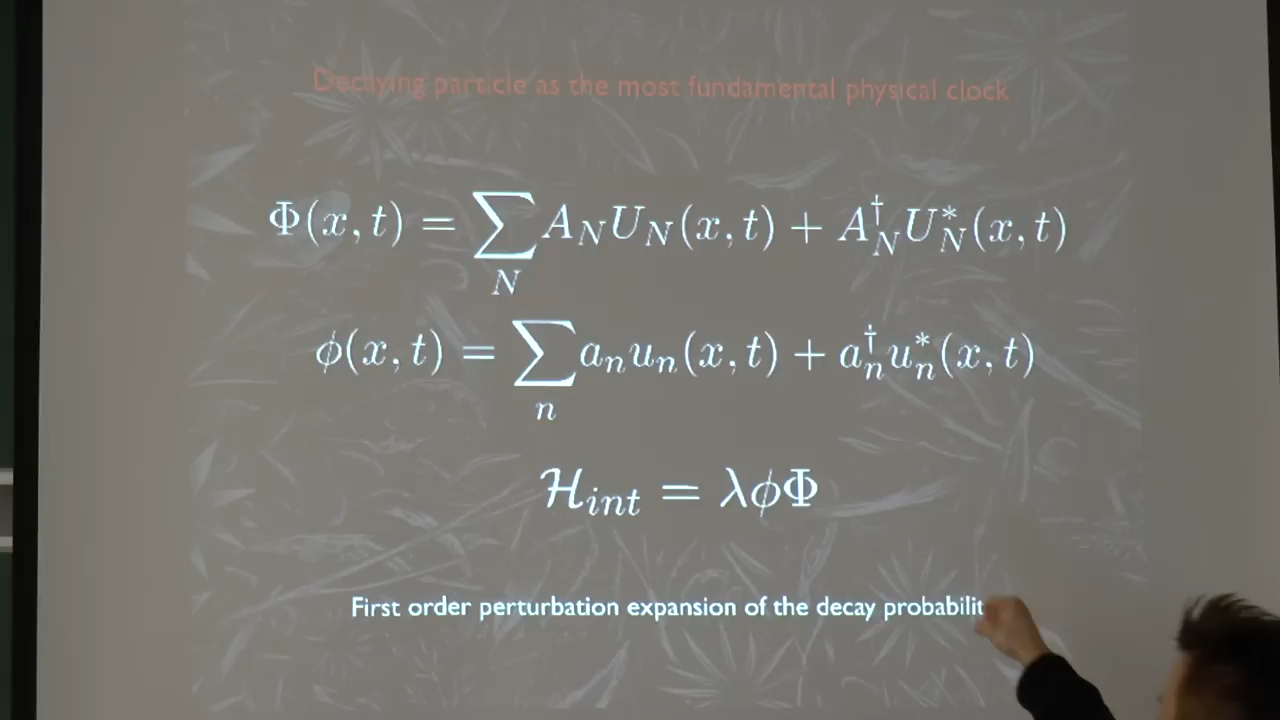 Decaying particle as the most fundamental physical clock
Φ(x, t) = ∑_N A_N U_N(x, t) + A_N^† U_N^*(x, t)
ϕ(x, t) = ∑_n a_n u_n(x, t) + a_n^† u_n^*(x, t)
ℋ_int = λϕΦ
First order perturbation expansion of the decay probabilit